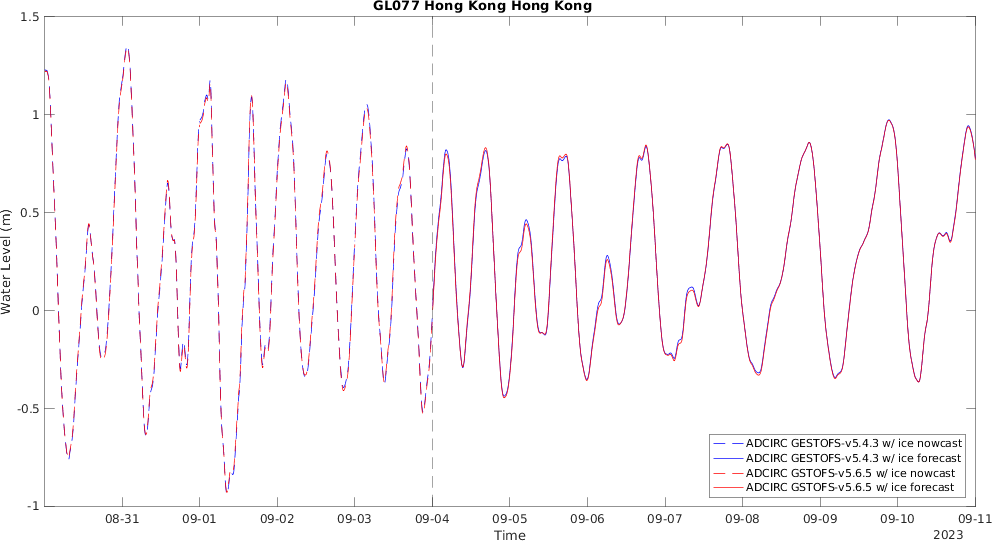 GL077 Hong Kong Hong Kong
1.5
1
0.5
0
-0.5
-1
Water Level (m)
ADCIRC GESTOFS-v5.4.3 w/ ice nowcast
ADCIRC GESTOFS-v5.4.3 w/ ice forecast
ADCIRC GSTOFS-v5.6.5 w/ ice nowcast
ADCIRC GSTOFS-v5.6.5 w/ ice forecast
08-31 09-01 09-02 09-03 09-04 09-05 09-06 09-07 09-08 09-09 09-10 09-11
Time
2023